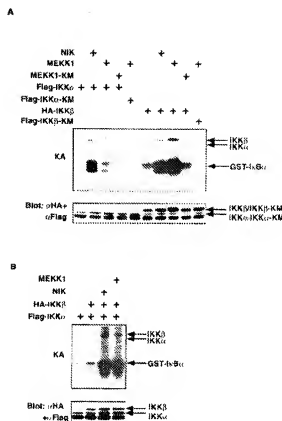 A
NIK + +
MEKK1 + + + +
MEKK1-KM + +
Flag-IKKα + + + +
Flag-IKKα-KM +
HA-IKKβ + + + +
Flag-IKKβ-KM +
KA
IKKβ
IKKα
GST-IκBα
Blot: αHA+
αFlag
IKKβ/IKKβ-KM
IKKα/IKKα-KM
B
MEKK1 +
NIK +
HA-IKKβ + + +
Flag-IKKα + + + +
KA
IKKβ
IKKα
GST-IκBα
Blot: αHA
+αFlag
IKKβ
IKKα